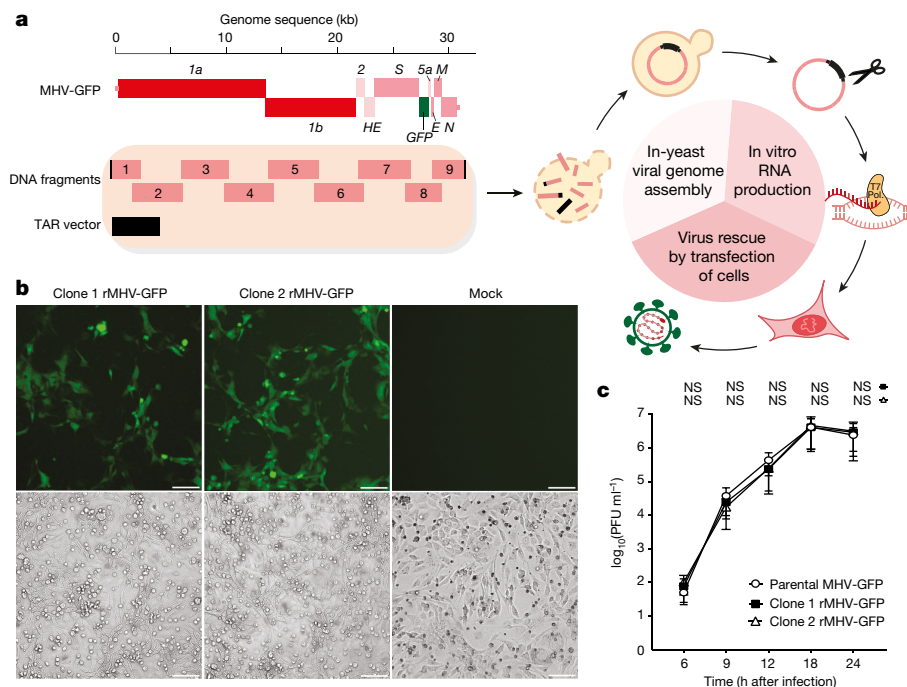 a
Genome sequence (kb)
0 10 20 30
1a 2 S 5a M
MHV-GFP
1b HE GFP E N
DNA fragments
1 3 5 7 9
2 4 6 8
TAR vector
In-yeast
viral genome
assembly
In vitro
RNA
production
Virus rescue
by transfection
of cells
T7
Pol.
b
Clone 1 rMHV-GFP
Clone 2 rMHV-GFP
Mock
c
NS NS NS NS NS
NS NS NS NS NS
log10(PFU ml−1)
7
6
5
4
3
2
1
0
Parental MHV-GFP
Clone 1 rMHV-GFP
Clone 2 rMHV-GFP
6 9 12 18 24
Time (h after infection)